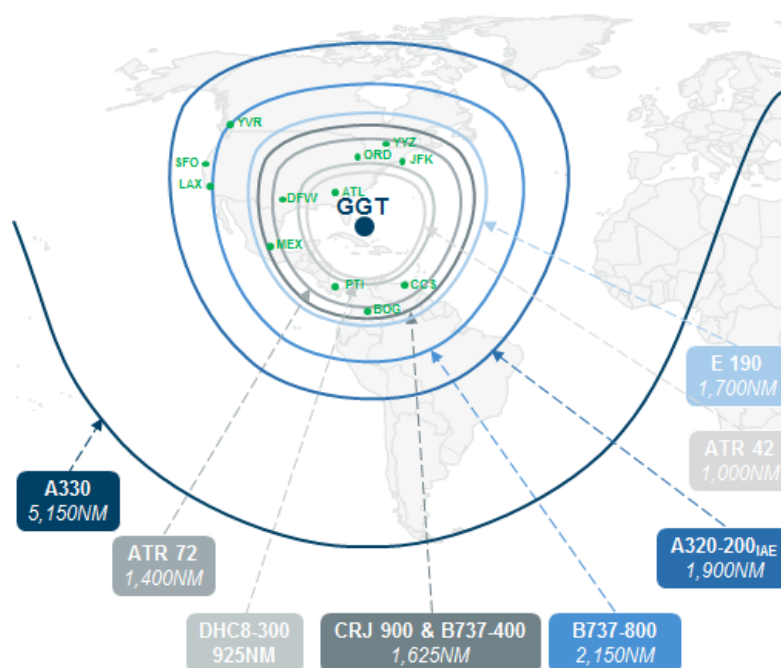 YVR
YYZ
ORD
JFK
SFO
LAX
ATL
DFW
GGT
MEX
PTI
CCS
BOG
E 190
1,700NM
ATR 42
1,000NM
A330
5,150NM
A320-200IAE
1,900NM
ATR 72
1,400NM
DHC8-300
925NM
CRJ 900 & B737-400
1,625NM
B737-800
2,150NM